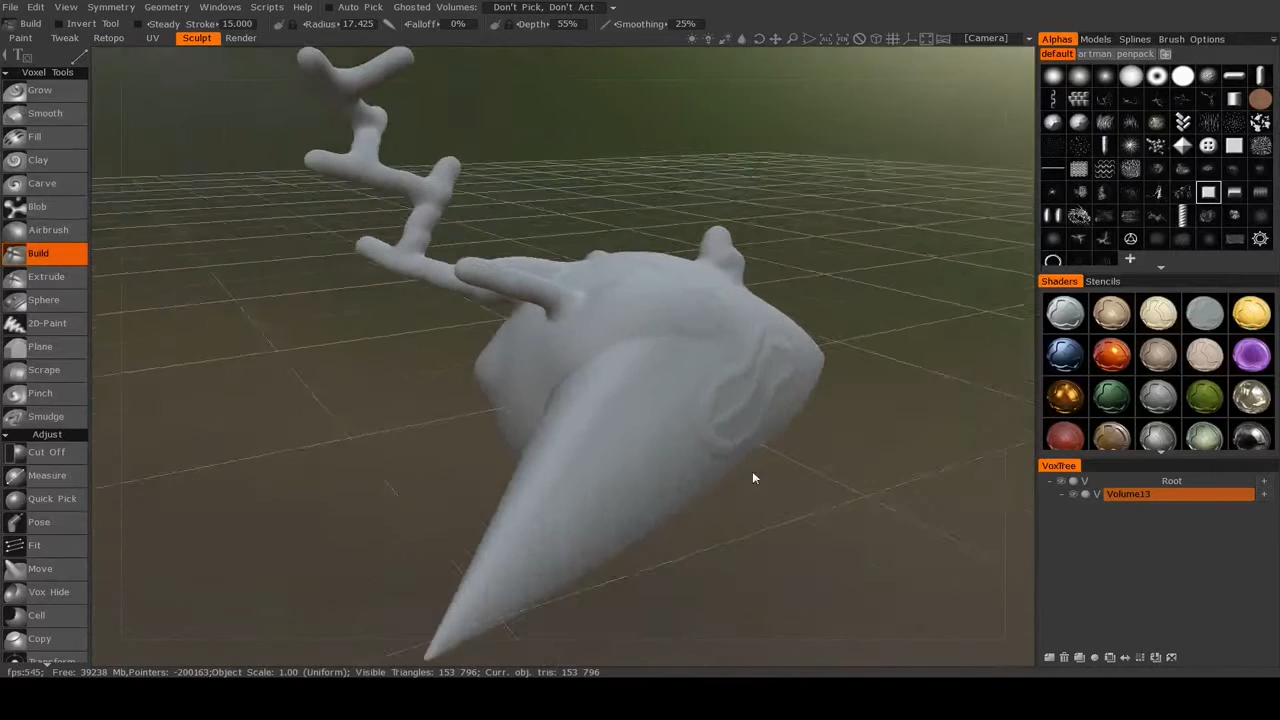 File Edit View Symmetry Geometry Windows Scripts Help Auto Pick Ghosted Volumes: Don't Pick, Don't Act
Build Invert Tool Steady Stroke: 15.000 Radius: 17.425 Falloff: 0% Depth: 55% Smoothing: 25%
Paint Tweak Retopo UV Sculpt Render [Camera]
Alphas Models Splines Brush Options
default artman penpack
Voxel Tools
Grow
Smooth
Fill
Clay
Carve
Blob
Airbrush
Build
Extrude
Sphere
2D-Paint
Plane
Scrape
Pinch
Smudge
Adjust
Cut Off
Measure
Quick Pick
Pose
Fit
Move
Vox Hide
Cell
Copy
Shaders Stencils
VoxTree
V Root +
V Volume13 +
fps:545; Free: 39238 Mb,Pointers: -200163;Object Scale: 1.00 (Uniform); Visible Triangles: 153 796; Curr. obj. tris: 153 796